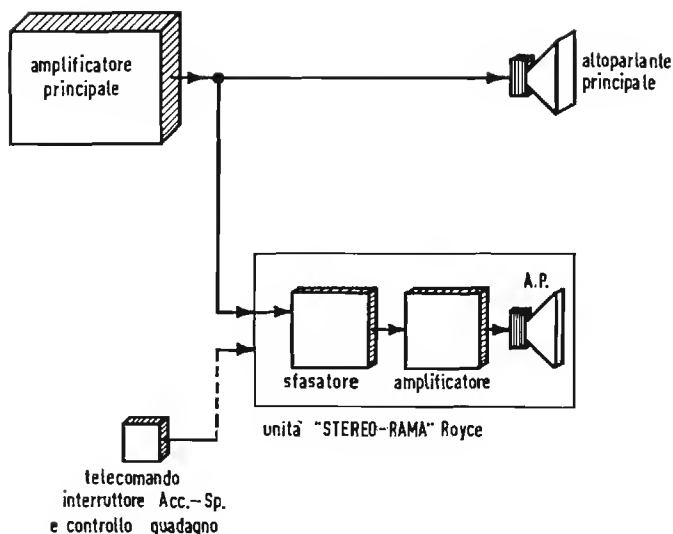 amplificatore
principale
altoparlante
principale
A.P.
sfasatore
amplificatore
unità "STEREO-RAMA" Royce
telecomando
interruttore Acc.-Sp.
e controllo guadagno